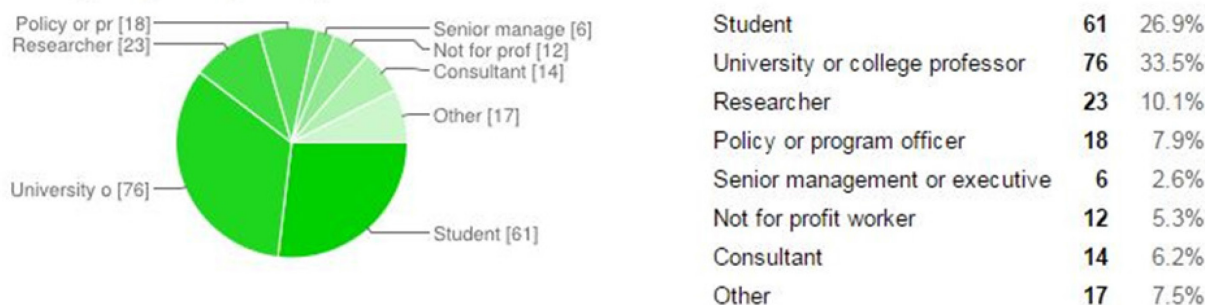 Policy or pr [18]
Researcher [23]
University o [76]
Senior manage [6]
Not for prof [12]
Consultant [14]
Other [17]
Student [61]
Student 61 26.9%
University or college professor 76 33.5%
Researcher 23 10.1%
Policy or program officer 18 7.9%
Senior management or executive 6 2.6%
Not for profit worker 12 5.3%
Consultant 14 6.2%
Other 17 7.5%